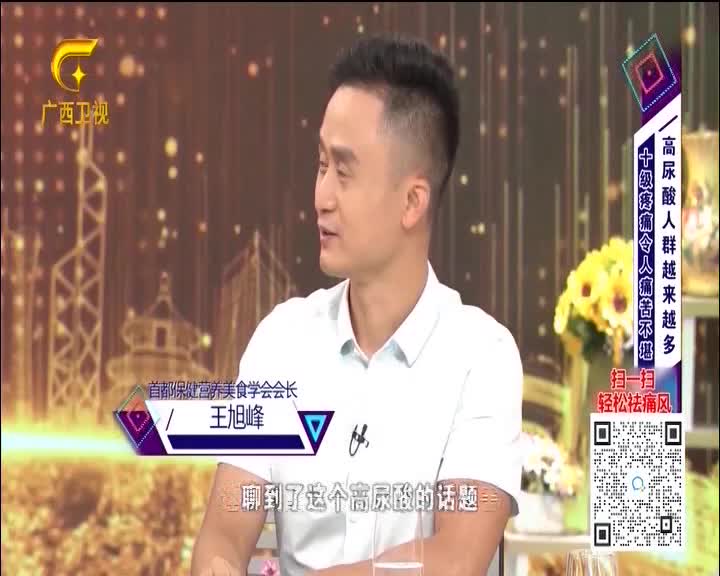 广西卫视
高尿酸人群越来越多
十级疼痛令人痛苦不堪
扫一扫
轻松祛痛风
首都保健营养美食学会会长
王旭峰
聊到了这个高尿酸的话题